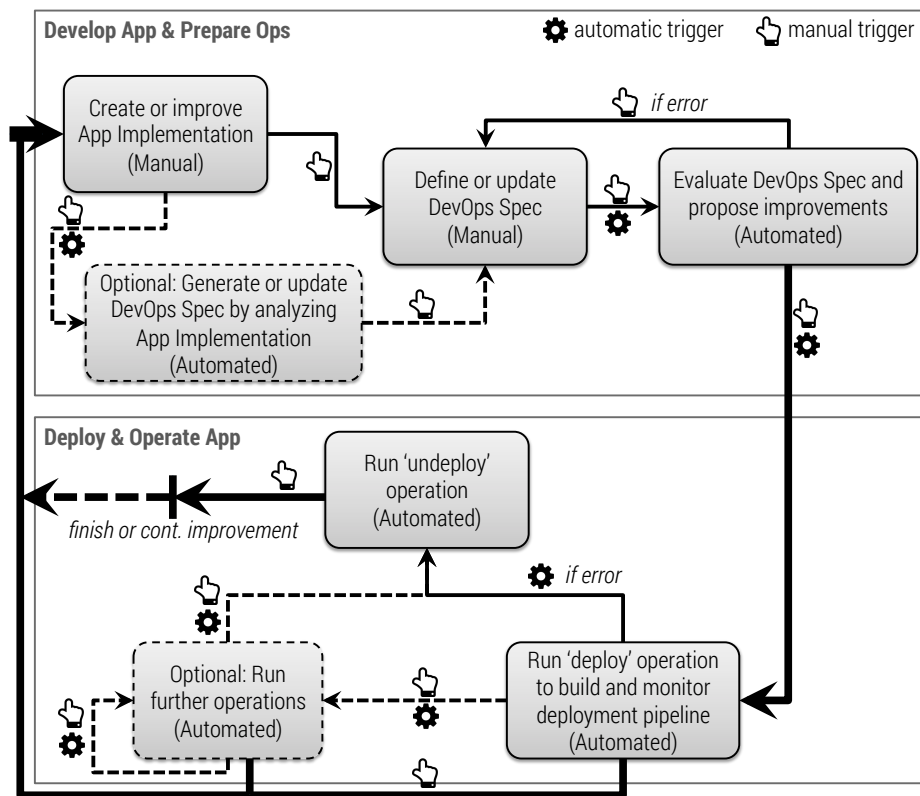 Develop App & Prepare Ops
automatic trigger
manual trigger
Create or improve
App Implementation
(Manual)
if error
Define or update
DevOps Spec
(Manual)
Evaluate DevOps Spec and
propose improvements
(Automated)
Optional: Generate or update
DevOps Spec by analyzing
App Implementation
(Automated)
Deploy & Operate App
Run ‘undeploy’
operation
(Automated)
finish or cont. improvement
if error
Optional: Run
further operations
(Automated)
Run ‘deploy’ operation
to build and monitor
deployment pipeline
(Automated)